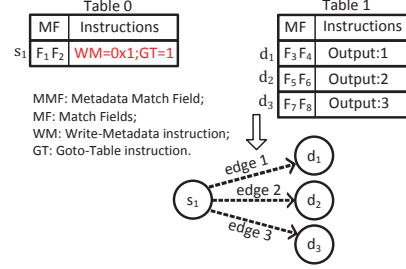 Table 0
MF Instructions
s1 F1 F2 WM=0x1;GT=1
Table 1
MF Instructions
d1 F3 F4 Output:1
d2 F5 F6 Output:2
d3 F7 F8 Output:3
MMF: Metadata Match Field;
MF: Match Fields;
WM: Write-Metadata instruction;
GT: Goto-Table instruction.
s1
edge 1
edge 2
edge 3
d1
d2
d3